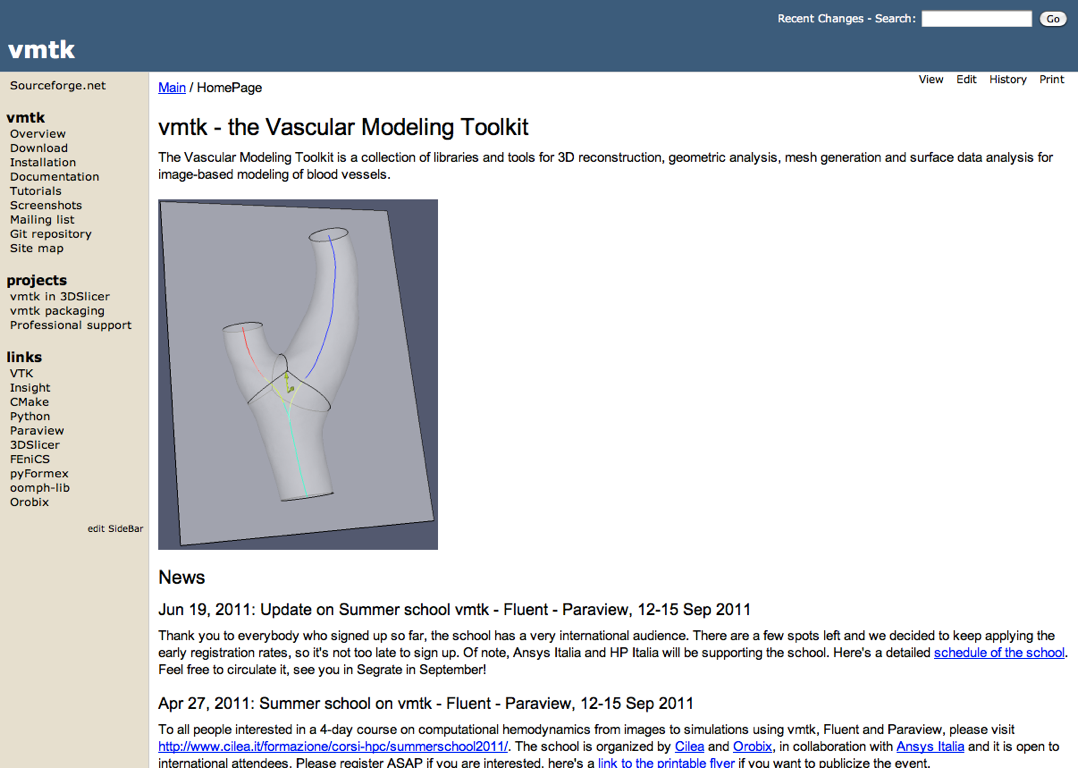 Recent Changes - Search: Go
vmtk
Sourceforge.net
vmtk
Overview
Download
Installation
Documentation
Tutorials
Screenshots
Mailing list
Git repository
Site map
projects
vmtk in 3DSlicer
vmtk packaging
Professional support
links
VTK
Insight
CMake
Python
Paraview
3DSlicer
FEniCS
pyFormex
oomph-lib
Orobix
edit SideBar
View Edit History Print
Main / HomePage
vmtk - the Vascular Modeling Toolkit
The Vascular Modeling Toolkit is a collection of libraries and tools for 3D reconstruction, geometric analysis, mesh generation and surface data analysis for
image-based modeling of blood vessels.
News
Jun 19, 2011: Update on Summer school vmtk - Fluent - Paraview, 12-15 Sep 2011
Thank you to everybody who signed up so far, the school has a very international audience. There are a few spots left and we decided to keep applying the
early registration rates, so it's not too late to sign up. Of note, Ansys Italia and HP Italia will be supporting the school. Here's a detailed schedule of the school.
Feel free to circulate it, see you in Segrate in September!
Apr 27, 2011: Summer school on vmtk - Fluent - Paraview, 12-15 Sep 2011
To all people interested in a 4-day course on computational hemodynamics from images to simulations using vmtk, Fluent and Paraview, please visit
http://www.cilea.it/formazione/corsi-hpc/summerschool2011/. The school is organized by Cilea and Orobix, in collaboration with Ansys Italia and it is open to
international attendees. Please register ASAP if you are interested, here's a link to the printable flyer if you want to publicize the event.